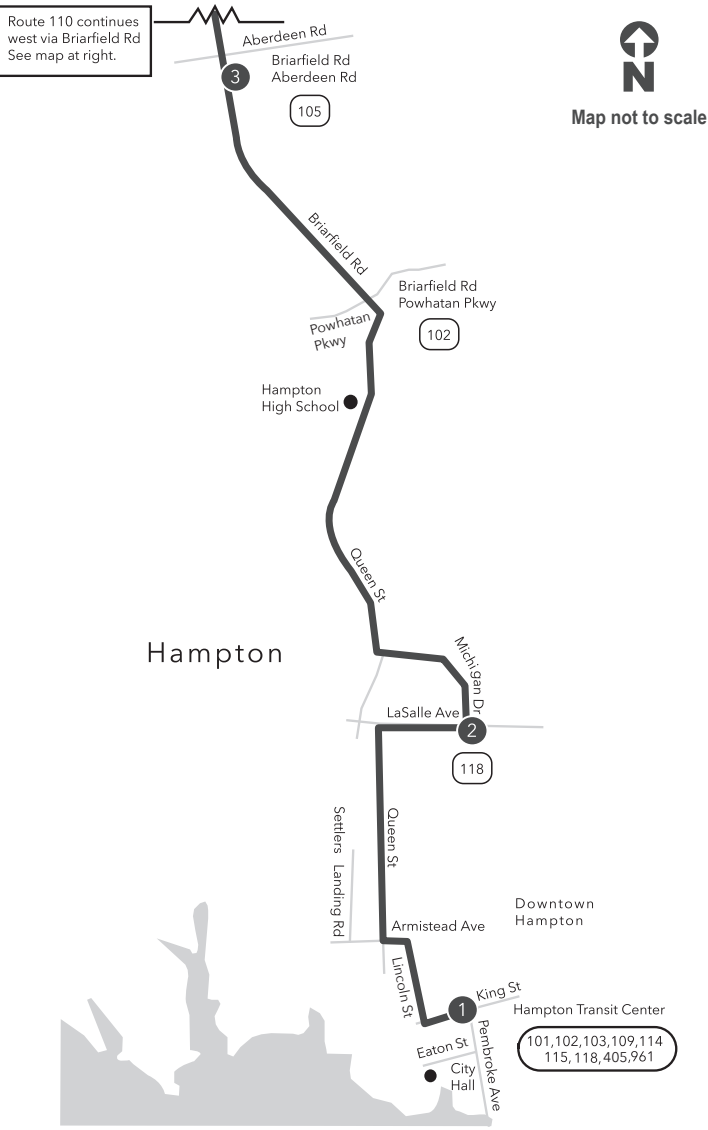 Route 110 continues
west via Briarfield Rd
See map at right.
Aberdeen Rd
3
Briarfield Rd
Aberdeen Rd
105
N
Map not to scale
Briarfield Rd
Briarfield Rd
Powhatan Pkwy
102
Powhatan
Pkwy
Hampton
High School
Queen St
Hampton
Michigan Dr
LaSalle Ave
2
118
Queen St
Settlers Landing Rd
Downtown
Hampton
Armistead Ave
Lincoln St
1
King St
Hampton Transit Center
101,102,103,109,114
115,118,405,961
Pembroke Ave
Eaton St
City
Hall